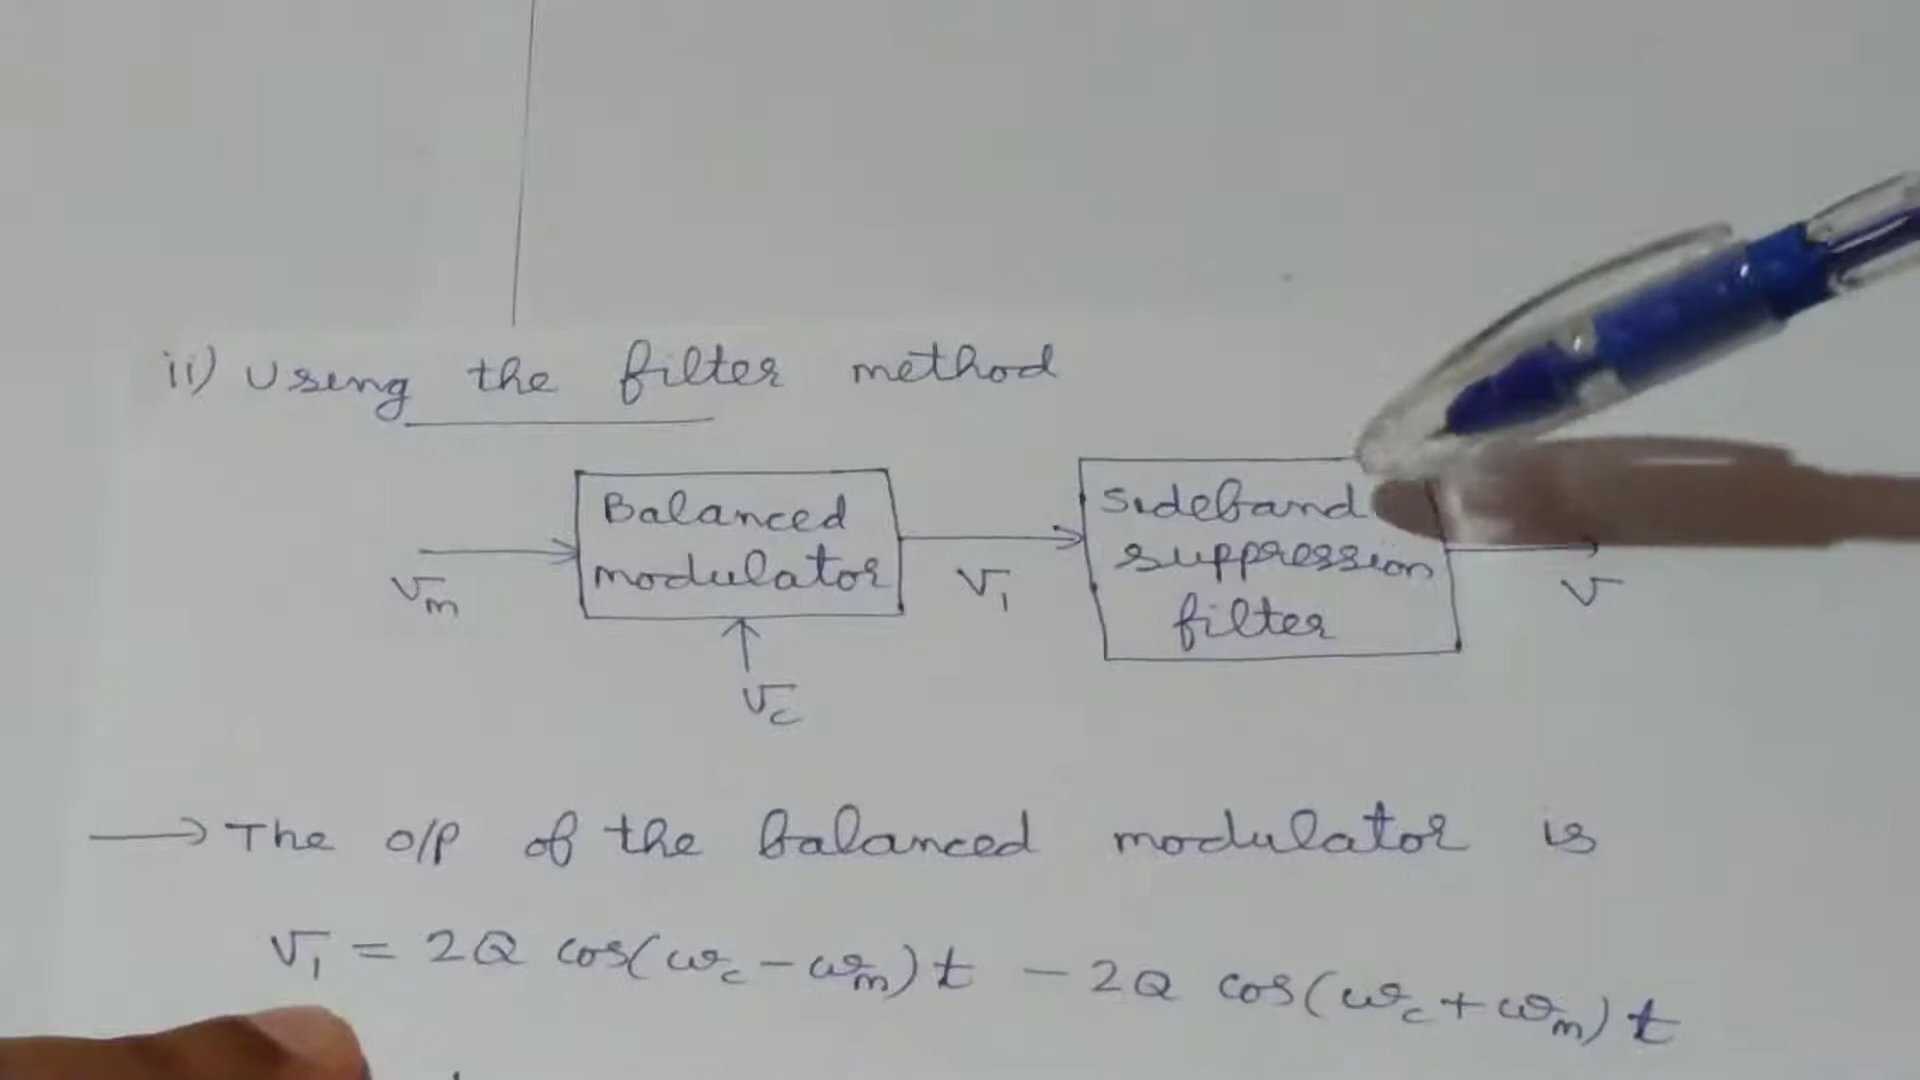 ii) Using the filter method
Balanced
modulator
Sideband
suppression
filter
Vm
V1
V
Vc
→ The o/p of the balanced modulator is
V1 = 2Q cos(ωc - ωm)t - 2Q cos(ωc + ωm)t